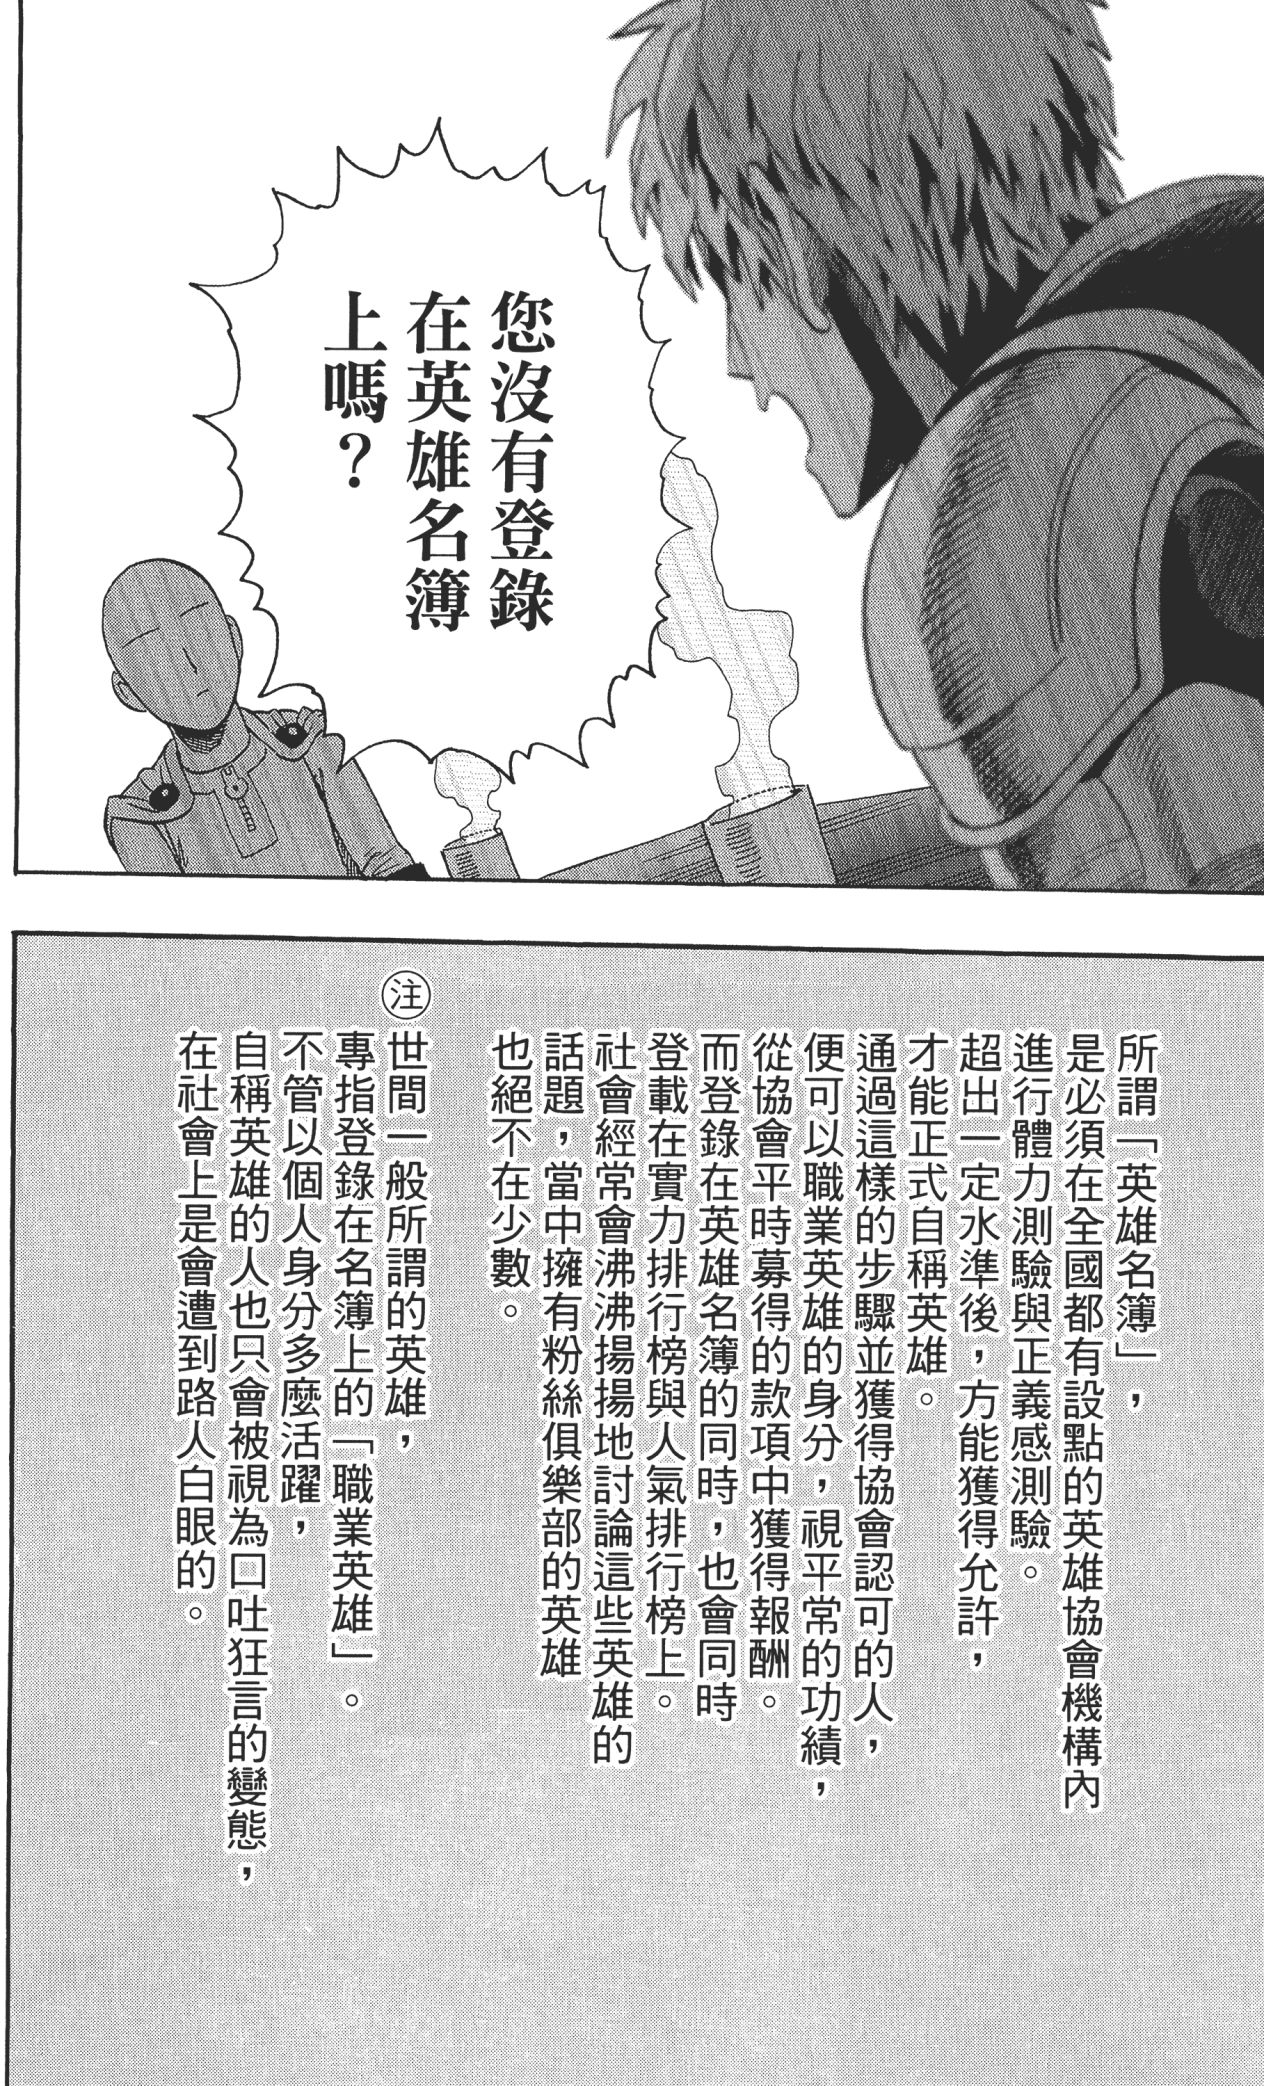 您沒有登錄
在英雄名簿
上嗎?
所謂「英雄名簿」,
是必須在全國都有設點的英雄協會機構內
進行體力測驗與正義感測驗。
超出一定水準後,方能獲得允許,
才能正式自稱英雄。
通過這樣的步驟並獲得協會認可的人,
便可以職業英雄的身分,視平常的功績,
從協會平時募得的款項中獲得報酬。
而登錄在英雄名簿的同時,也會同時
登載在實力排行榜與人氣排行榜上。
社會經常會沸沸揚揚地討論這些英雄的
話題,當中擁有粉絲俱樂部的英雄
也絕不在少數。
注 世間一般所謂的英雄,
專指登錄在名簿上的「職業英雄」。
不管以個人身分多麼活躍,
自稱英雄的人也只會被視為口吐狂言的變態,
在社會上是會遭到路人白眼的。